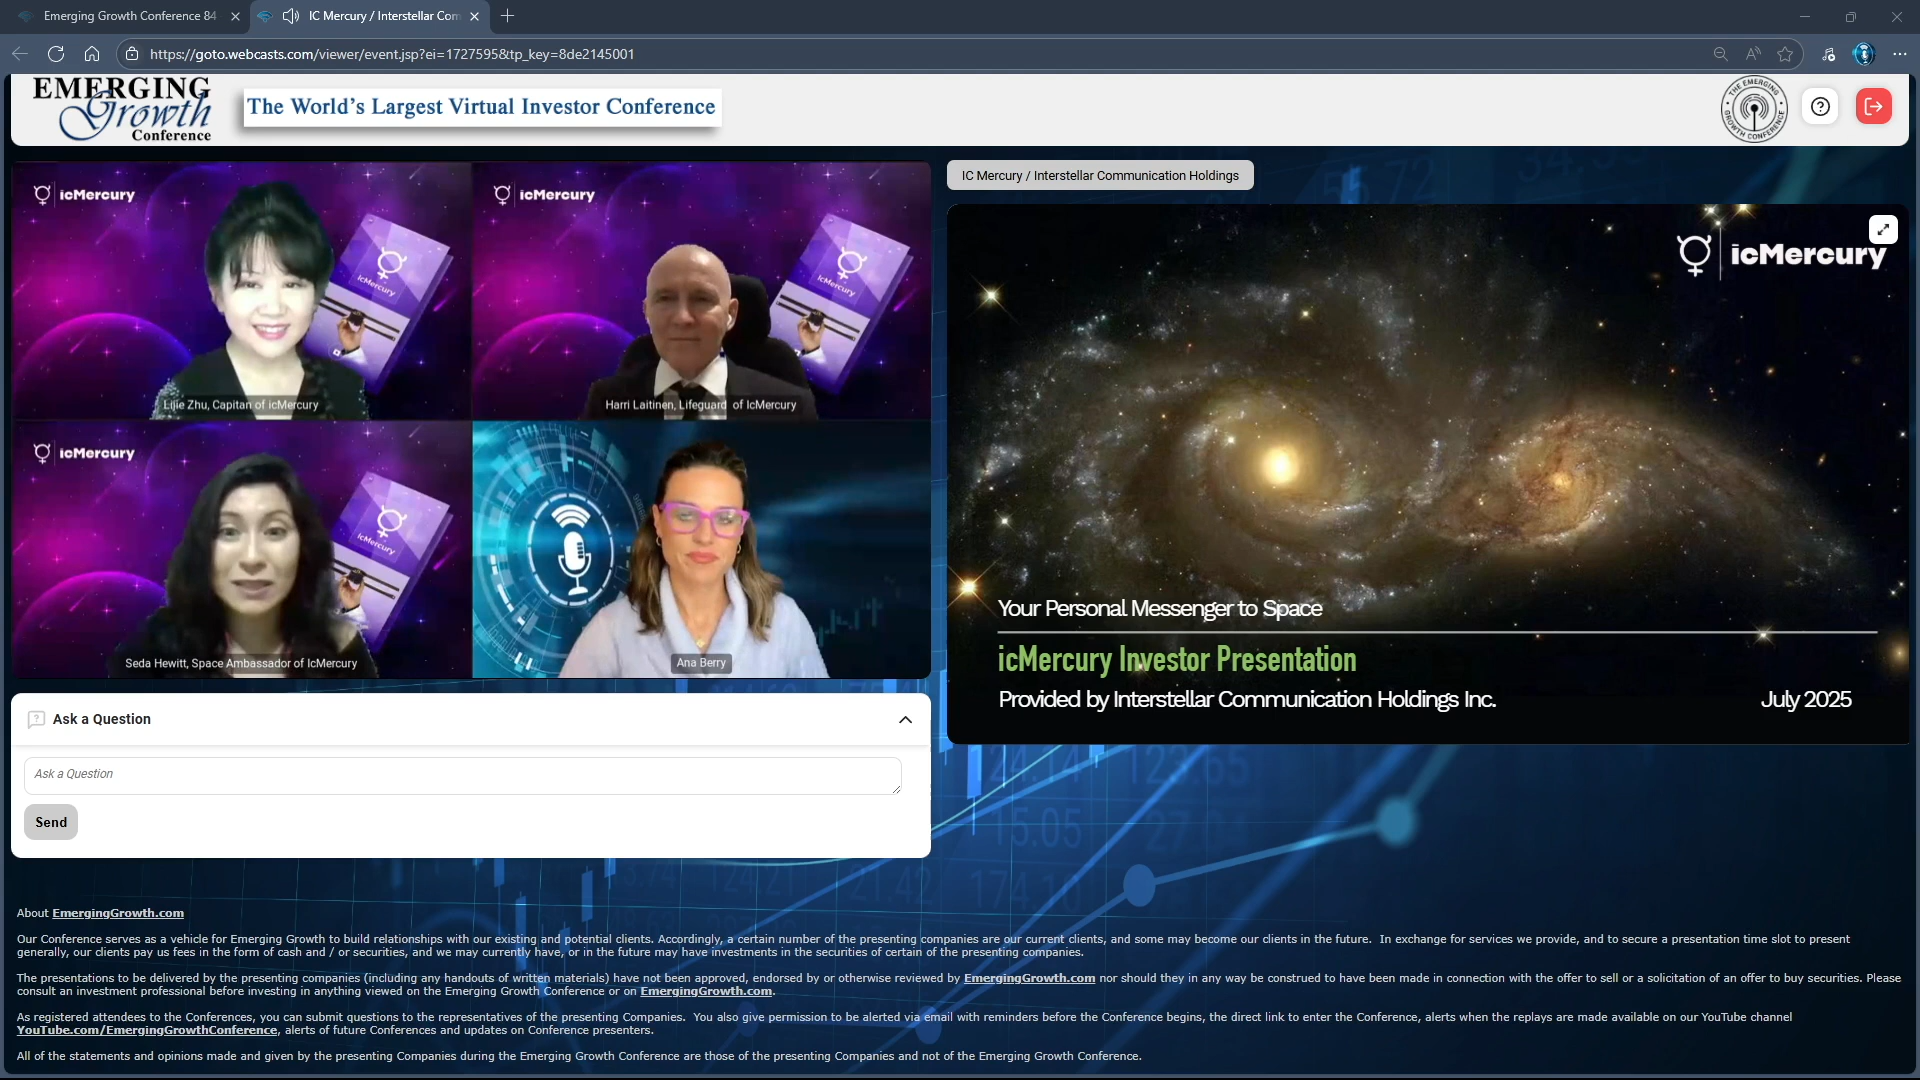 Emerging Growth Conference 84
IC Mercury / Interstellar Com
https://goto.webcasts.com/viewer/event.jsp?ei=1727595&tp_key=8de2145001
EMERGING
Growth
Conference
The World's Largest Virtual Investor Conference
THE EMERGING GROWTH CONFERENCE
icMercury
Lijie Zhu, Capitan of icMercury
icMercury
icMercury
Harri Laitinen, Lifeguard of IcMercury
icMercury
icMercury
Seda Hewitt, Space Ambassador of IcMercury
icMercury
Ana Berry
IC Mercury / Interstellar Communication Holdings
icMercury
Your Personal Messenger to Space
icMercury Investor Presentation
Provided by Interstellar Communication Holdings Inc.
July 2025
Ask a Question
Ask a Question
Send
About EmergingGrowth.com
Our Conference serves as a vehicle for Emerging Growth to build relationships with our existing and potential clients. Accordingly, a certain number of the presenting companies are our current clients, and some may become our clients in the future. In exchange for services we provide, and to secure a presentation time slot to present
generally, our clients pay us fees in the form of cash and / or securities, and we may currently have, or in the future may have investments in the securities of certain of the presenting companies.
The presentations to be delivered by the presenting companies (including any handouts of written materials) have not been approved, endorsed by or otherwise reviewed by EmergingGrowth.com nor should they in any way be construed to have been made in connection with the offer to sell or a solicitation of an offer to buy securities. Please
consult an investment professional before investing in anything viewed on the Emerging Growth Conference or on EmergingGrowth.com.
As registered attendees to the Conferences, you can submit questions to the representatives of the presenting Companies. You also give permission to be alerted via email with reminders before the Conference begins, the direct link to enter the Conference, alerts when the replays are made available on our YouTube channel
YouTube.com/EmergingGrowthConference, alerts of future Conferences and updates on Conference presenters.
All of the statements and opinions made and given by the presenting Companies during the Emerging Growth Conference are those of the presenting Companies and not of the Emerging Growth Conference.